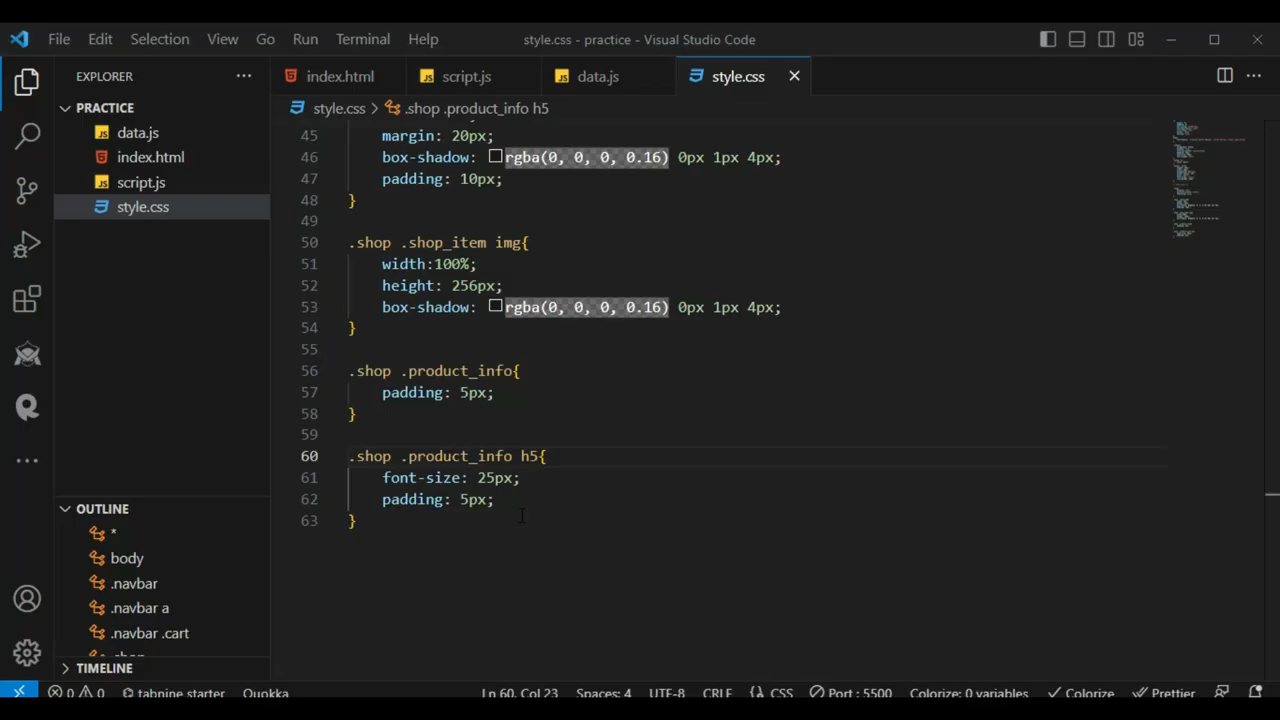 File Edit Selection View Go Run Terminal Help style.css - practice - Visual Studio Code
EXPLORER
index.html script.js data.js style.css
PRACTICE
style.css > .shop .product_info h5
data.js
index.html
script.js
style.css
45 margin: 20px;
46 box-shadow: rgba(0, 0, 0, 0.16) 0px 1px 4px;
47 padding: 10px;
48 }
49
50 .shop .shop_item img{
51 width:100%;
52 height: 256px;
53 box-shadow: rgba(0, 0, 0, 0.16) 0px 1px 4px;
54 }
55
56 .shop .product_info{
57 padding: 5px;
58 }
59
60 .shop .product_info h5{
61 font-size: 25px;
62 padding: 5px;
63 }
OUTLINE
*
body
.navbar
.navbar a
.navbar .cart
TIMELINE
0 0 tabnine starter Quokka Ln 60, Col 23 Spaces: 4 UTF-8 CRLF {} CSS Port : 5500 Colorize: 0 variables Colorize Prettier